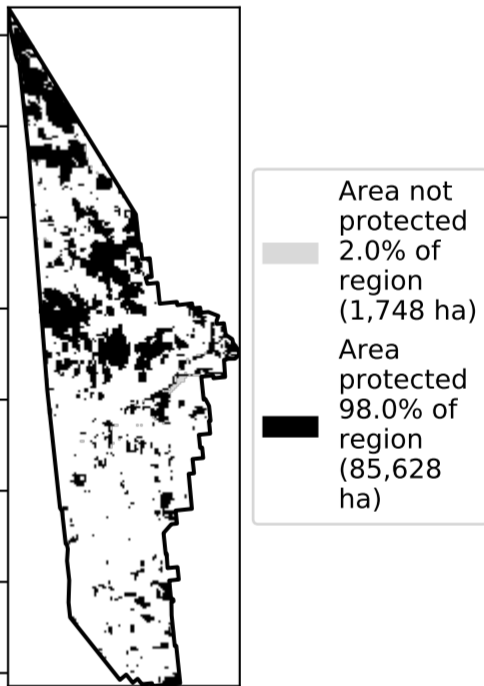 Area not
protected
2.0% of
region
(1,748 ha)
Area
protected
98.0% of
region
(85,628
ha)